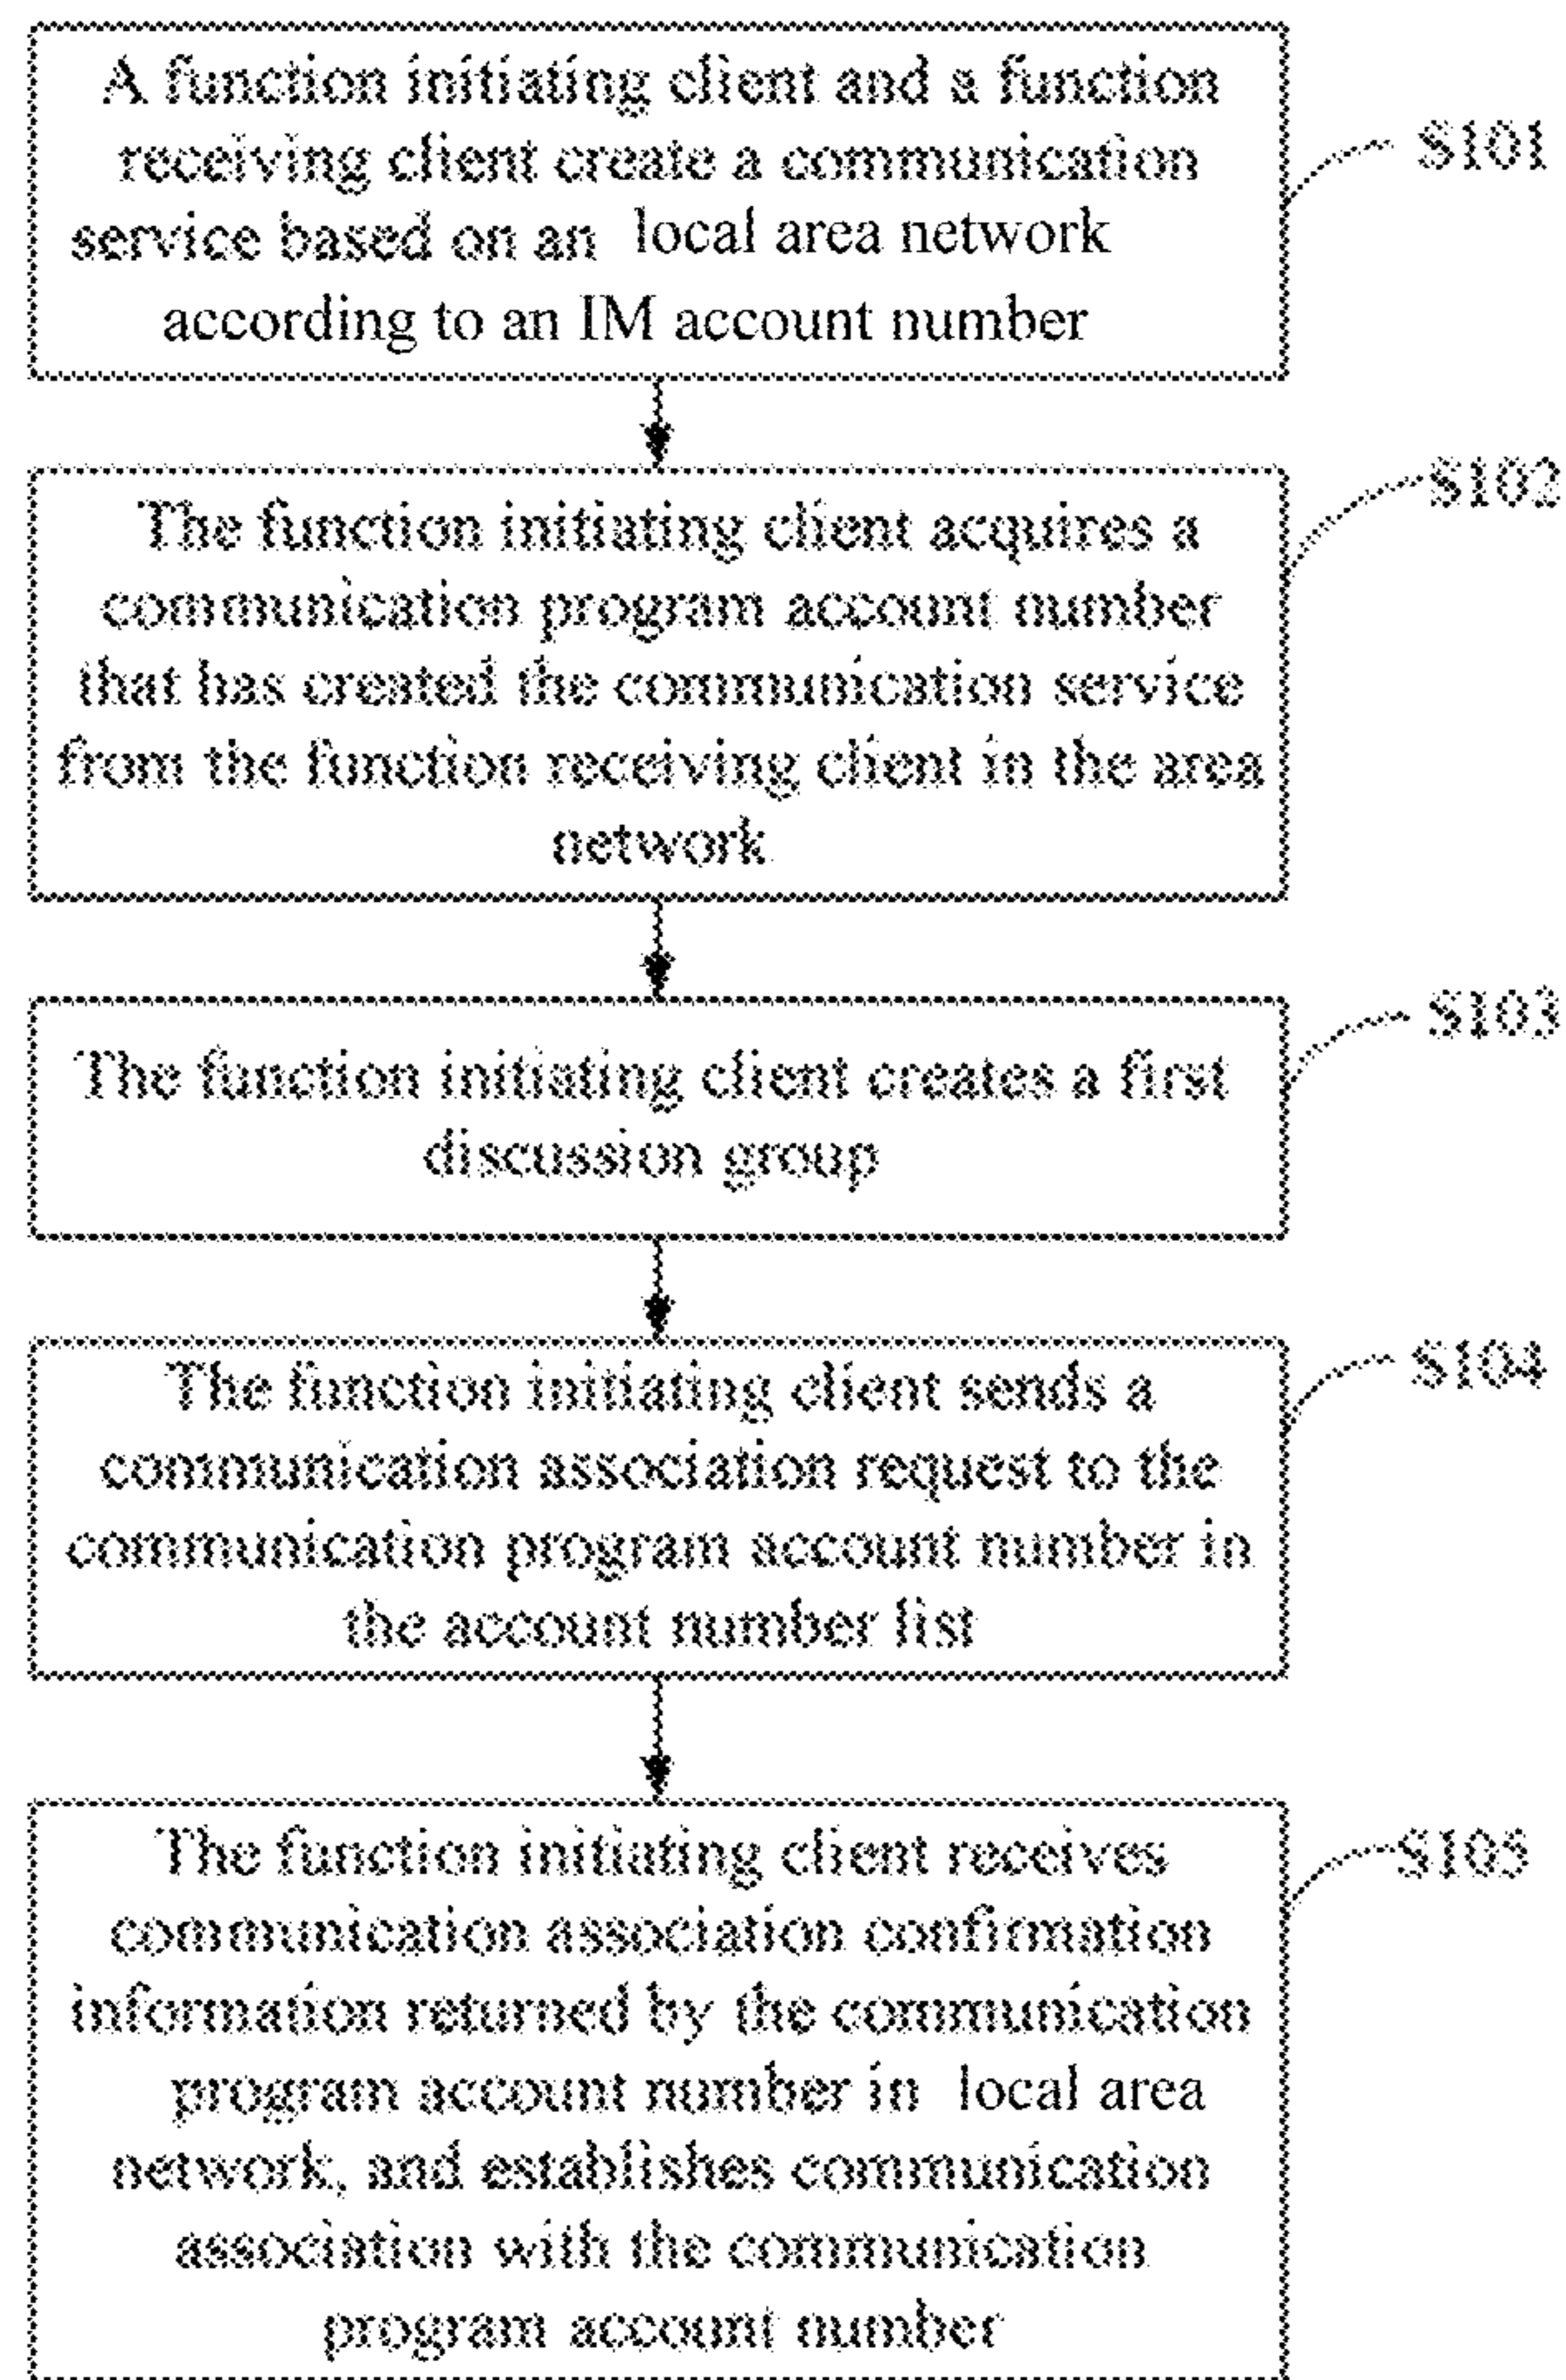 A function initiating client and a function
receiving client create a communication
service based on an local area network
according to an IM account number
S101
The function initiating client acquires a
communication program account number
that has created the communication service
from the function receiving client in the area
network
S102
The function initiating client creates a first
discussion group
S103
The function initiating client sends a
communication association request to the
communication program account number in
the account number list
S104
The function initiating client receives
communication association confirmation
information returned by the communication
program account number in local area
network, and establishes communication
association with the communication
program account number
S105